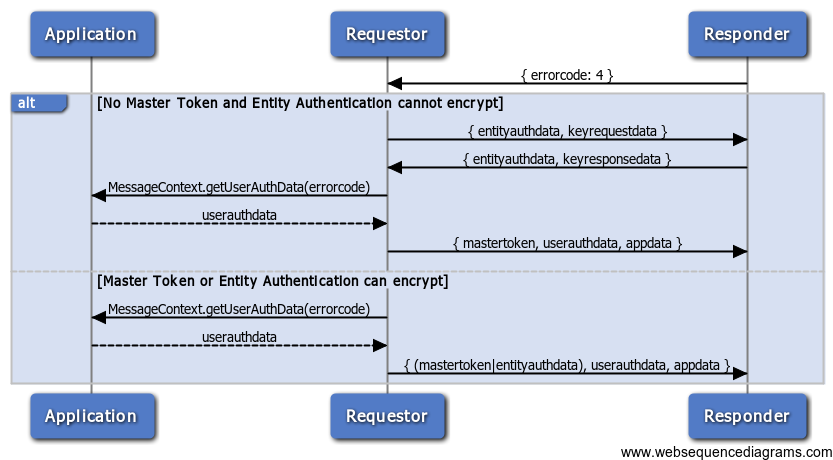 Application Requestor Responder
{ errorcode: 4 }
alt [No Master Token and Entity Authentication cannot encrypt]
{ entityauthdata, keyrequestdata }
{ entityauthdata, keyresponsedata }
MessageContext.getUserAuthData(errorcode)
userauthdata
{ mastertoken, userauthdata, appdata }
[Master Token or Entity Authentication can encrypt]
MessageContext.getUserAuthData(errorcode)
userauthdata
{ (mastertoken|entityauthdata), userauthdata, appdata }
Application Requestor Responder
www.websequencediagrams.com